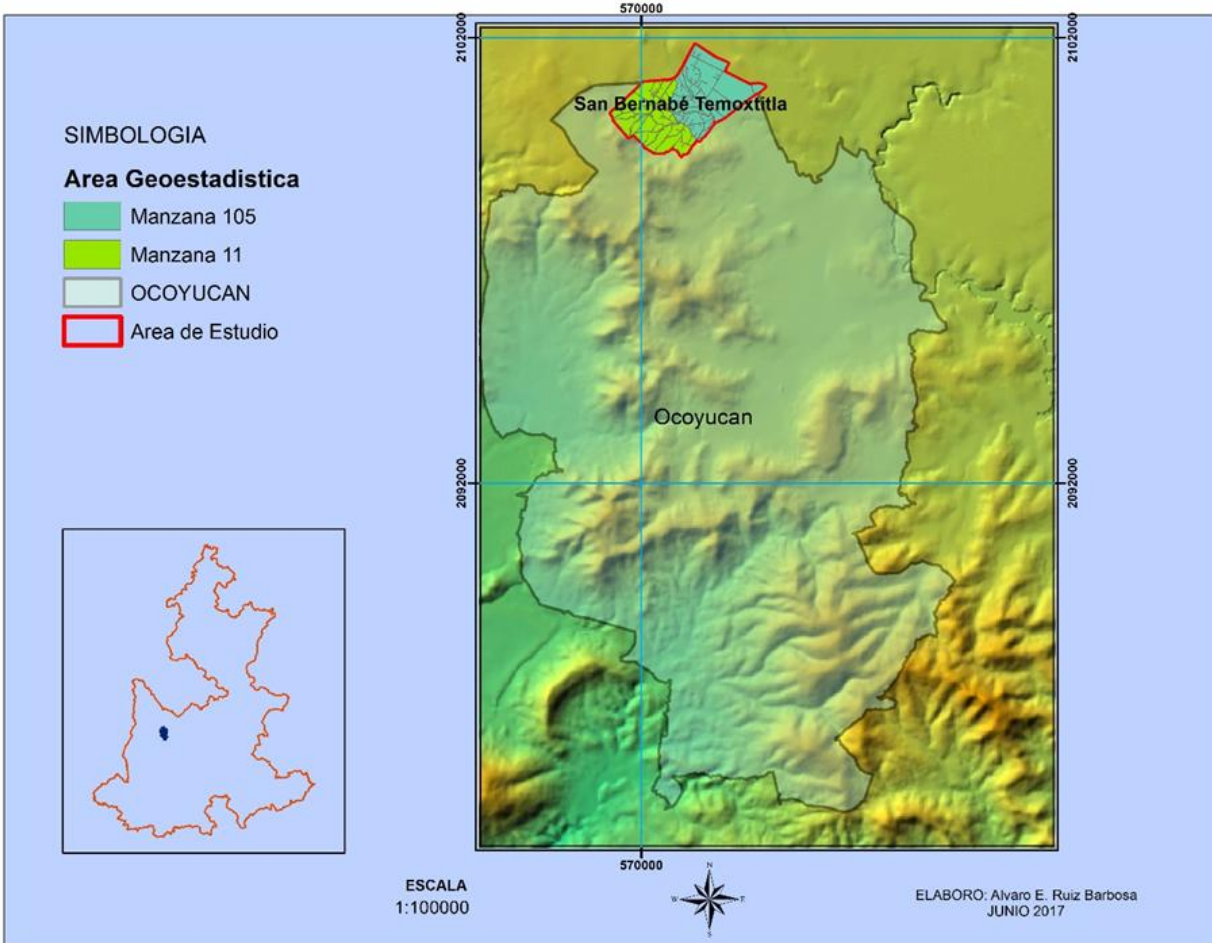 570000
2102000
2102000
San Bernabé Temoxtitla
SIMBOLOGIA
Area Geoestadistica
Manzana 105
Manzana 11
OCOYUCAN
Area de Estudio
Ocoyucan
2092000
2092000
570000
ESCALA
1:100000
N
W
E
S
ELABORO: Alvaro E. Ruiz Barbosa
JUNIO 2017